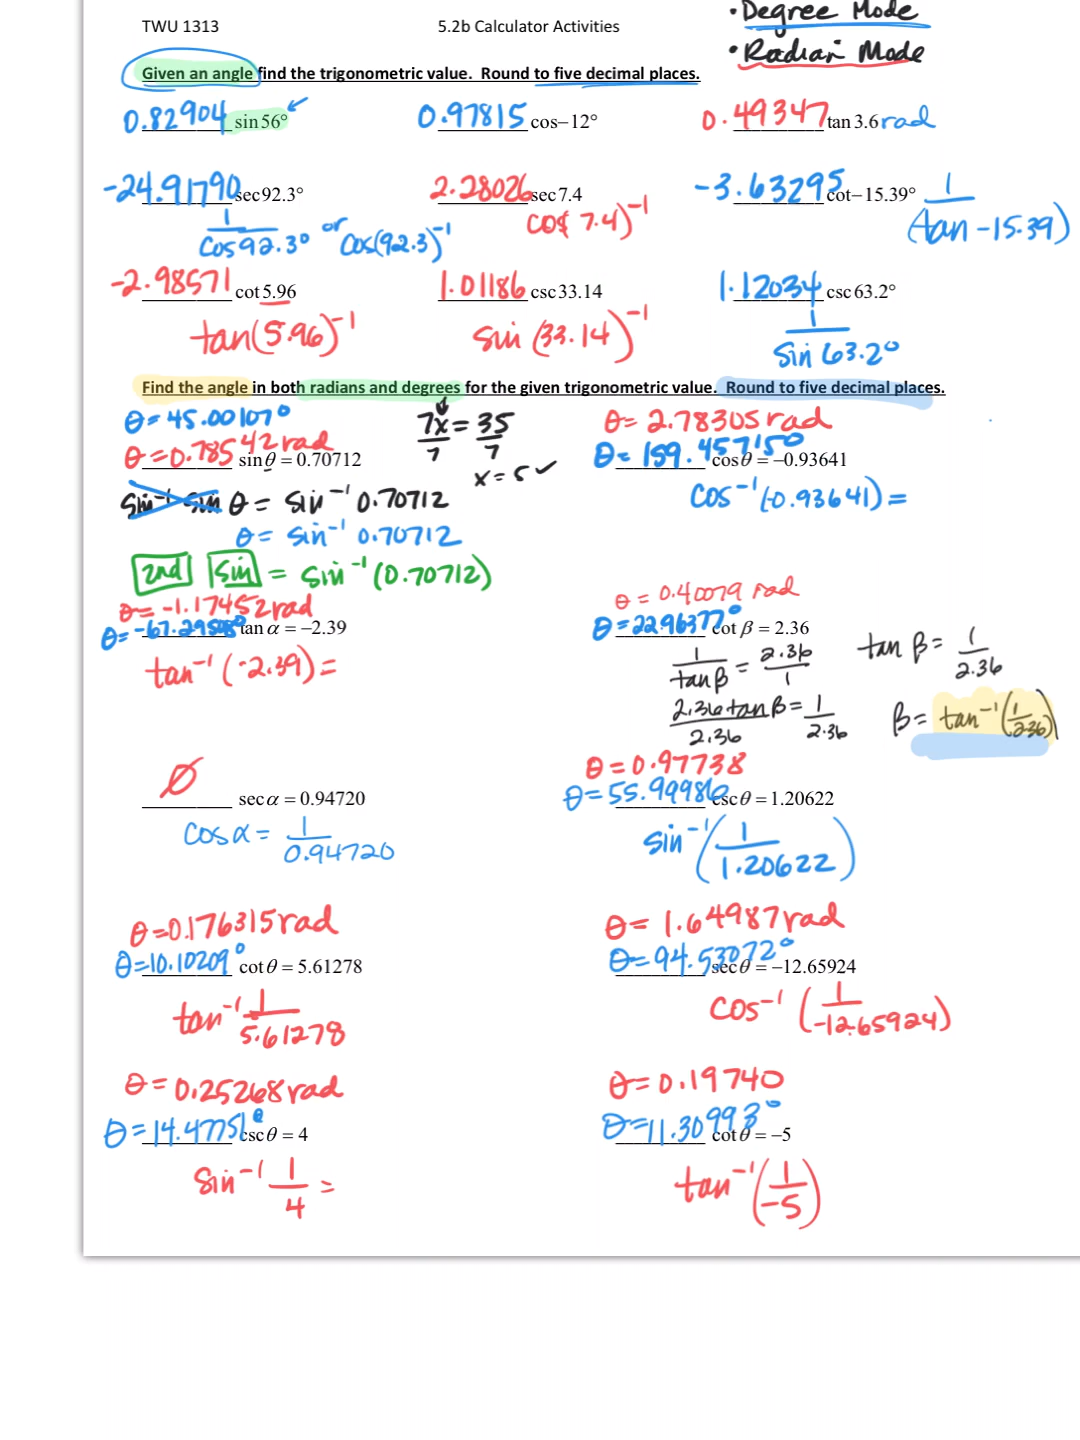 TWU 1313 5.2b Calculator Activities
•Degree Mode
•Radian Mode
Given an angle find the trigonometric value. Round to five decimal places.
0.82904 sin 56° 0.97815 cos−12° 0.49347 tan 3.6 rad
-24.91790 sec 92.3° 2.28026 sec 7.4 -3.63295 cot−15.39°
1/cos92.3° or cos(92.3)^-1 cos(7.4)^-1 1/(tan -15.39)
-2.98571 cot 5.96 1.01186 csc 33.14 1.12034 csc 63.2°
tan(5.96)^-1 sin(33.14)^-1 1/sin 63.2°
Find the angle in both radians and degrees for the given trigonometric value. Round to five decimal places.
θ= 45.00107° 7x = 35 θ= 2.78305 rad
θ=0.78542 rad sin θ = 0.70712 7 7 θ= 159.45715° cos θ = −0.93641
x = 5 ✓
sin^-1 sin θ = sin^-1 0.70712 cos^-1(-0.93641) =
θ= sin^-1 0.70712
2nd sin = sin^-1(0.70712)
θ= -1.17452 rad θ = 0.40079 rad
θ= -67.29508° tan α = −2.39 θ=22.96377° cot β = 2.36
tan^-1(-2.39) = 1/tanβ = 2.36/1 tan β = 1/2.36
2.36 tan β/2.36 = 1/2.36 β= tan^-1(1/2.36)
θ=0.97738
∅ sec α = 0.94720 θ=55.99986 csc θ = 1.20622
cos α = 1/0.94720 sin^-1(1/1.20622)
θ=0.176315 rad θ= 1.64987 rad
θ=10.10209° cot θ = 5.61278 θ=94.53072° sec θ = −12.65924
tan^-1 1/5.61278 cos^-1(1/-12.65924)
θ= 0.25268 rad θ= 0.19740
θ=14.47751° csc θ = 4 θ=11.30993° cot θ = −5
sin^-1 1/4 = tan^-1(1/-5)